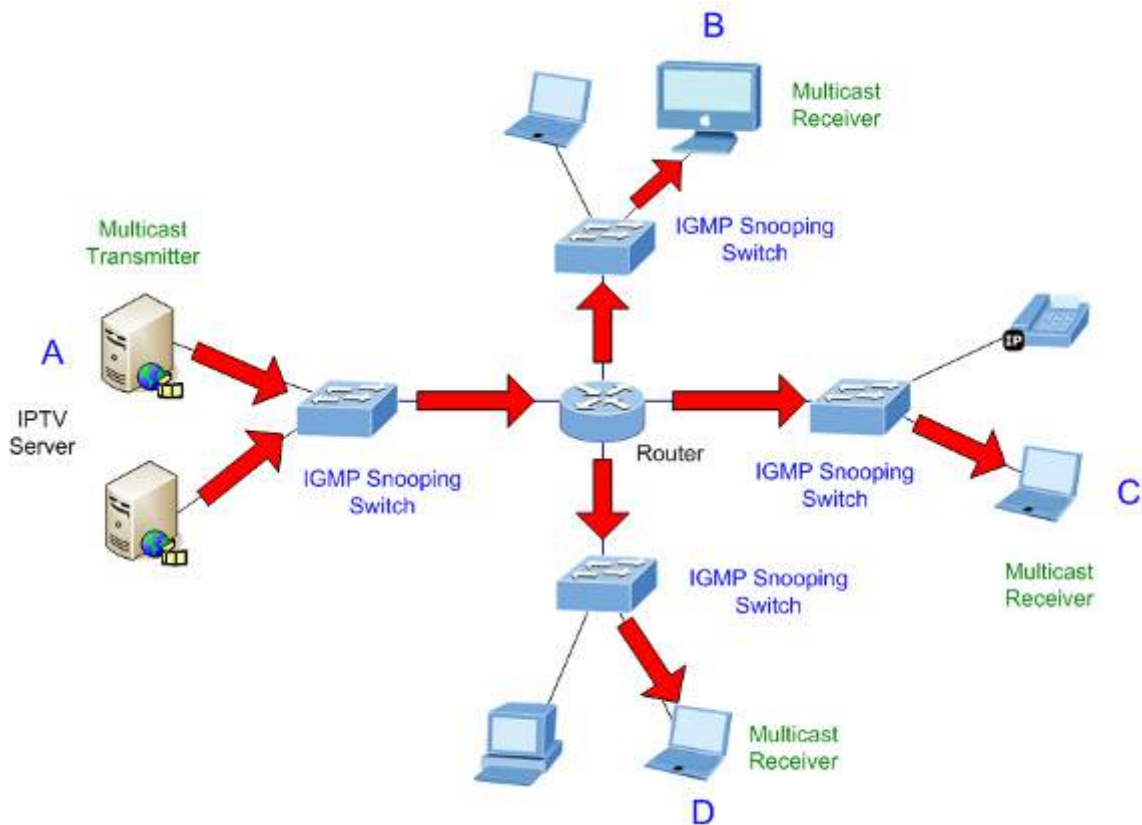 B
Multicast
Receiver
Multicast
Transmitter
IGMP Snooping
Switch
A
IP
IPTV
Server
Router
IGMP Snooping
Switch
IGMP Snooping
Switch
C
IGMP Snooping
Switch
Multicast
Receiver
Multicast
Receiver
D